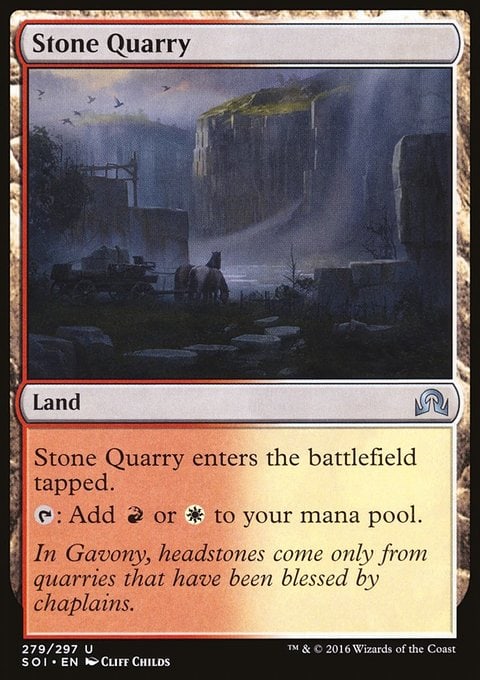 Stone Quarry
Land
Stone Quarry enters the battlefield
tapped.
: Add or to your mana pool.
In Gavony, headstones come only from
quarries that have been blessed by
chaplains.
279/297 U
SOI • EN Cliff Childs
™ & © 2016 Wizards of the Coast